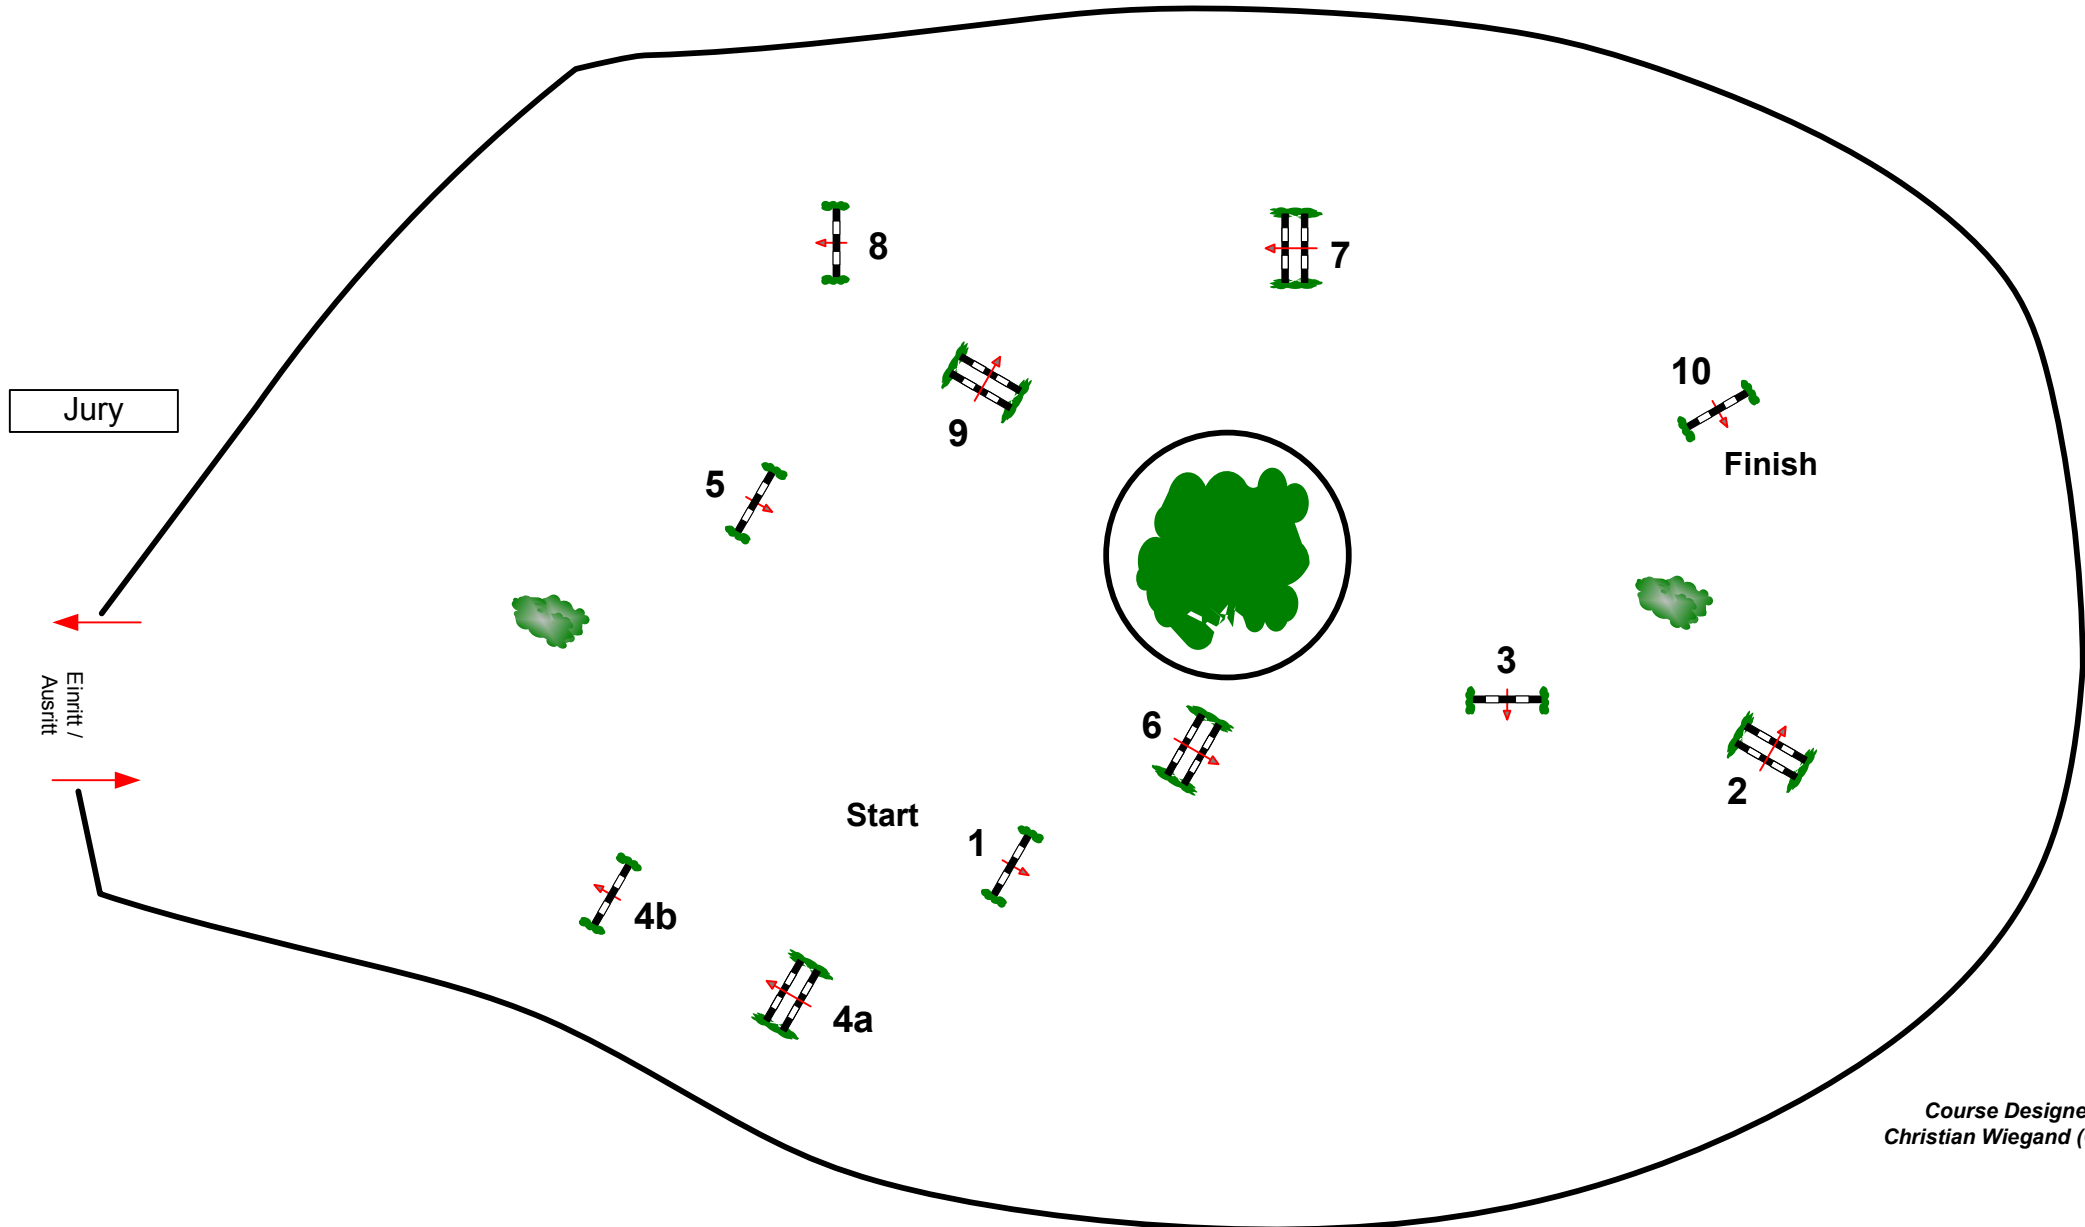 8
7
10
Jury
9
Finish
5
3
Einritt /
Ausritt
6
2
Start
1
4b
4a
Course Designe
Christian Wiegand (